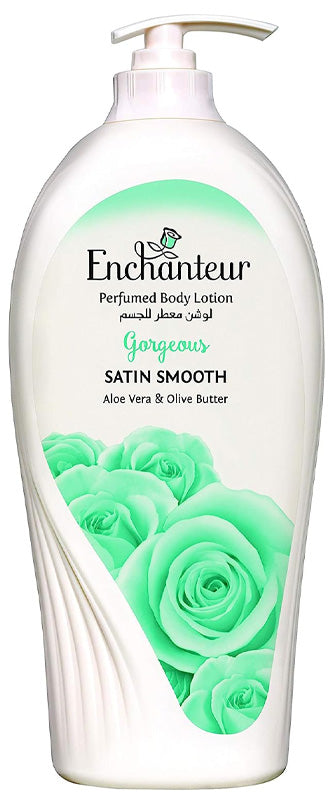 Enchanteur
Perfumed Body Lotion
لوشن معطر للجسم
Gorgeous
SATIN SMOOTH
Aloe Vera & Olive Butter